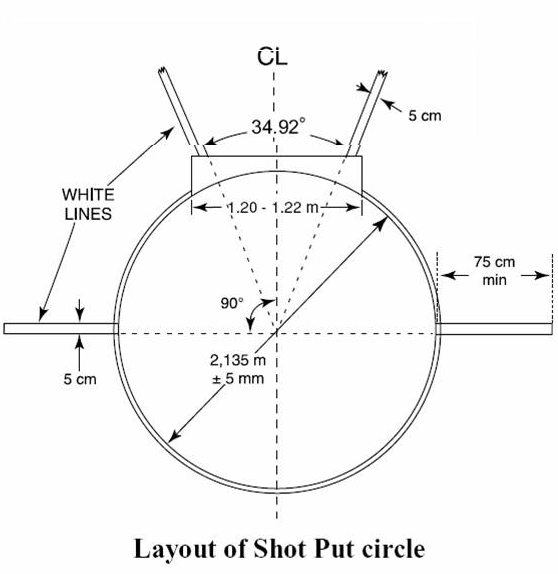 CL
34.92°
5 cm
WHITE
LINES
1.20 - 1.22 m
75 cm
min
90°
2,135 m
± 5 mm
5 cm
Layout of Shot Put circle